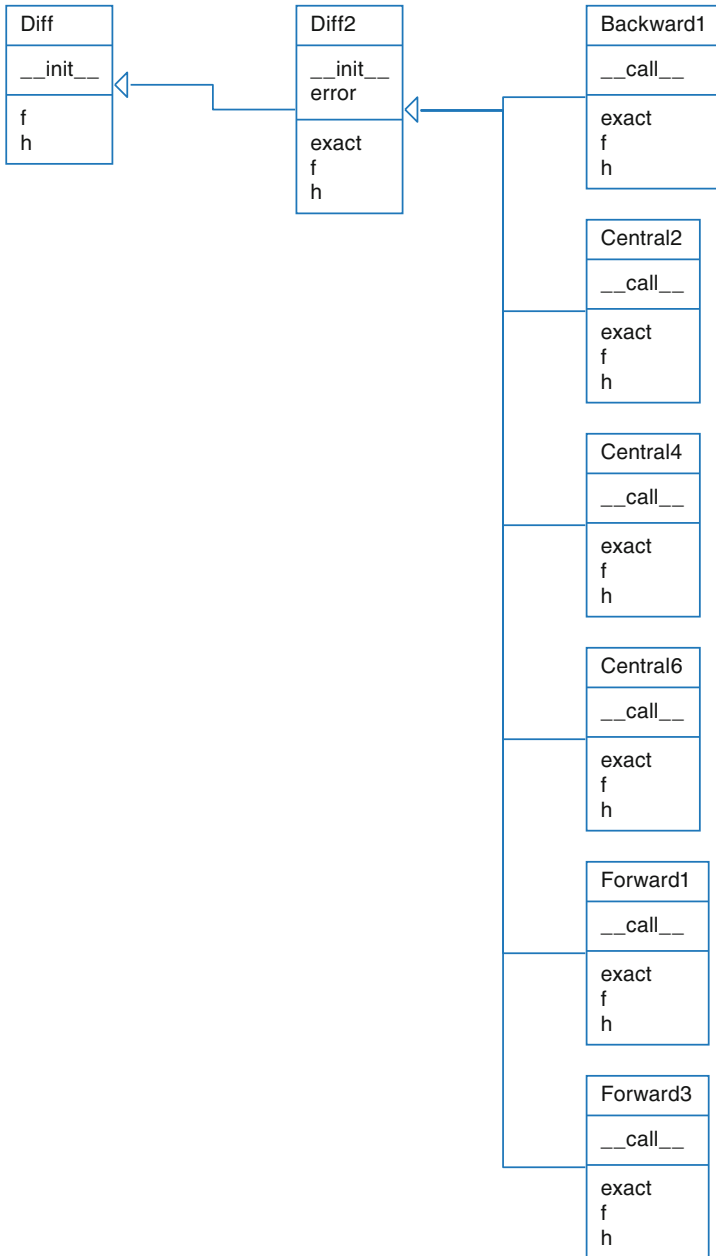 Diff
__init__
f
h
Diff2
__init__
error
exact
f
h
Backward1
__call__
exact
f
h
Central2
__call__
exact
f
h
Central4
__call__
exact
f
h
Central6
__call__
exact
f
h
Forward1
__call__
exact
f
h
Forward3
__call__
exact
f
h